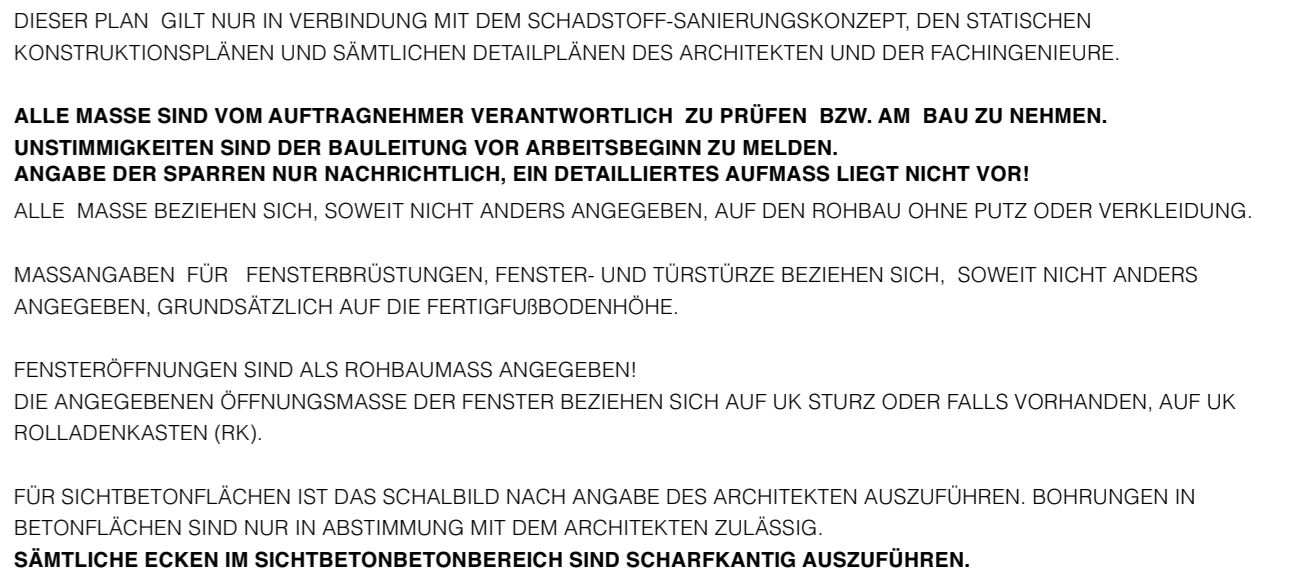 DIESER PLAN GILT NUR IN VERBINDUNG MIT DEM SCHADSTOFF-SANIERUNGSKONZEPT, DEN STATISCHEN
KONSTRUKTIONSPLÄNEN UND SÄMTLICHEN DETAILPLÄNEN DES ARCHITEKTEN UND DER FACHINGENIEURE.
ALLE MASSE SIND VOM AUFTRAGNEHMER VERANTWORTLICH ZU PRÜFEN BZW. AM BAU ZU NEHMEN.
UNSTIMMIGKEITEN SIND DER BAULEITUNG VOR ARBEITSBEGINN ZU MELDEN.
ANGABE DER SPARREN NUR NACHRICHTLICH, EIN DETAILLIERTES AUFMASS LIEGT NICHT VOR!
ALLE MASSE BEZIEHEN SICH, SOWEIT NICHT ANDERS ANGEGEBEN, AUF DEN ROHBAU OHNE PUTZ ODER VERKLEIDUNG.
MASSANGABEN FÜR FENSTERBRÜSTUNGEN, FENSTER- UND TÜRSTÜRZE BEZIEHEN SICH, SOWEIT NICHT ANDERS
ANGEGEBEN, GRUNDSÄTZLICH AUF DIE FERTIGFUßBODENHÖHE.
FENSTERÖFFNUNGEN SIND ALS ROHBAUMASS ANGEGEBEN!
DIE ANGEGEBENEN ÖFFNUNGSMASSE DER FENSTER BEZIEHEN SICH AUF UK STURZ ODER FALLS VORHANDEN, AUF UK
ROLLADENKASTEN (RK).
FÜR SICHTBETONFLÄCHEN IST DAS SCHALBILD NACH ANGABE DES ARCHITEKTEN AUSZUFÜHREN. BOHRUNGEN IN
BETONFLÄCHEN SIND NUR IN ABSTIMMUNG MIT DEM ARCHITEKTEN ZULÄSSIG.
SÄMTLICHE ECKEN IM SICHTBETONBETONBEREICH SIND SCHARFKANTIG AUSZUFÜHREN.